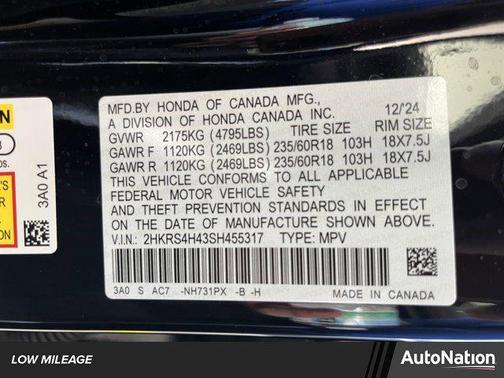 MFD.BY HONDA OF CANADA MFG.,
A DIVISION OF HONDA CANADA INC. 12/24
GVWR 2175KG (4795LBS) TIRE SIZE RIM SIZE
GAWR F 1120KG (2469LBS) 235/60R18 103H 18X7.5J
GAWR R 1120KG (2469LBS) 235/60R18 103H 18X7.5J
THIS VEHICLE CONFORMS TO ALL APPLICABLE
FEDERAL MOTOR VEHICLE SAFETY
AND THEFT PREVENTION STANDARDS IN EFFECT
ON THE DATE OF MANUFACTURE SHOWN ABOVE.
V.I.N.: 2HKRS4H43SH455317 TYPE: MPV
3A0 S AC7 -NH731PX -B -H MADE IN CANADA
3A0 A1
LOW MILEAGE
AutoNation